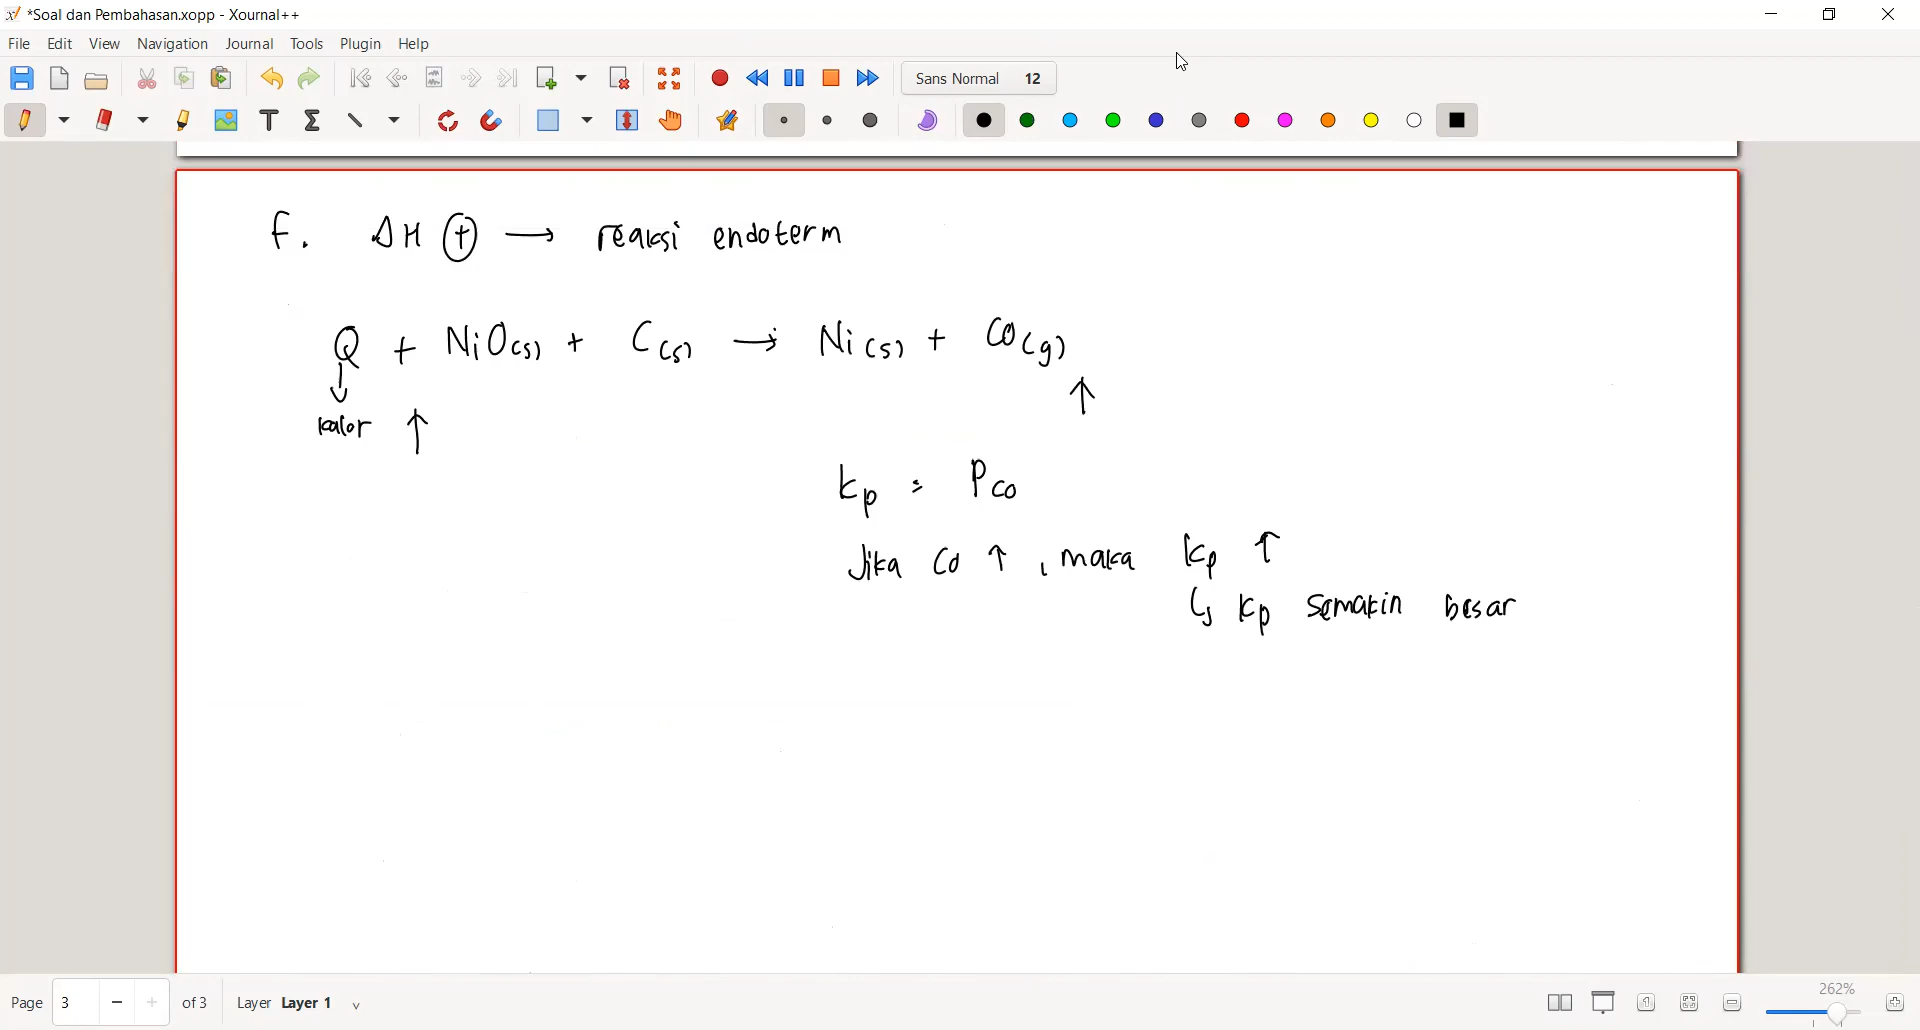 *Soal dan Pembahasan.xopp - Xournal++
File Edit View Navigation Journal Tools Plugin Help
Sans Normal 12
F. ΔH (+) → reaksi endoterm
Q + NiO(s) + C(s) → Ni(s) + CO(g)
↓
kalor ↑ ↑
Kp = PCO
Jika CO ↑ , maka Kp ↑
↳ Kp semakin besar
Page 3 − + of 3 Layer Layer 1 262%